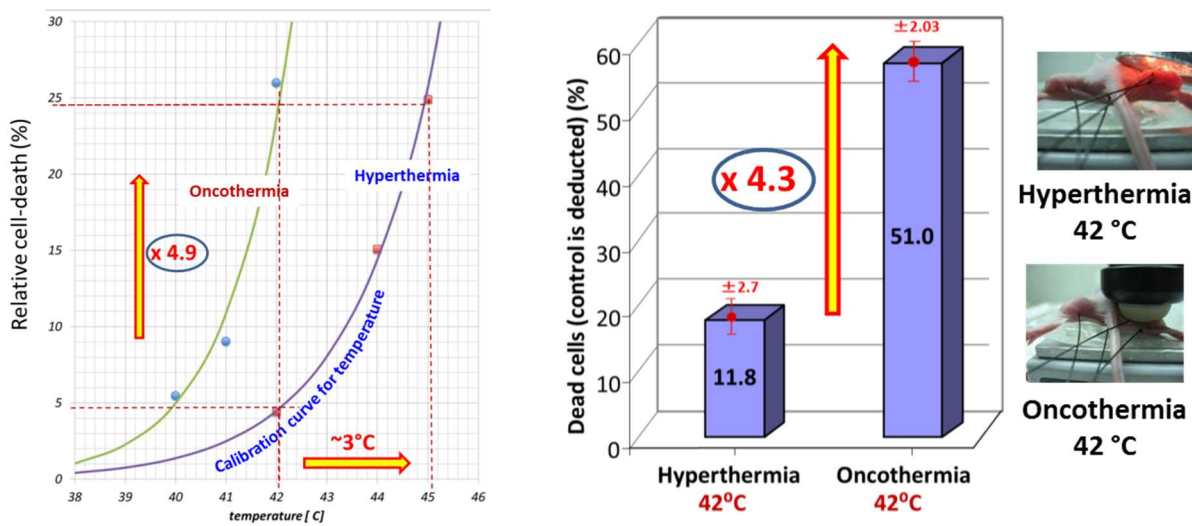 30
25
20
15
10
5
0
Relative cell-death (%)
Oncothermia
Hyperthermia
x 4.9
Calibration curve for temperature
~3°C
38 39 40 41 42 43 44 45 46
temperature [ C]
60
50
40
30
20
10
0
Dead cells (control is deducted) (%)
±2.03
x 4.3
51.0
±2.7
11.8
Hyperthermia Oncothermia
42⁰C 42⁰C
Hyperthermia
42 °C
Oncothermia
42 °C